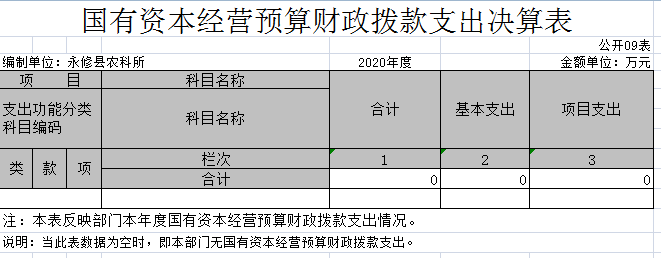 国有资本经营预算财政拨款支出决算表
公开09表
编制单位：永修县农科所 2020年度 金额单位：万元
项 目 科目名称 合计 基本支出 项目支出
支出功能分类科目编码 科目名称
类 款 项 栏次 1 2 3
合计 0 0 0
注：本表反映部门本年度国有资本经营预算财政拨款支出情况。
说明：当此表数据为空时，即本部门无国有资本经营预算财政拨款支出。